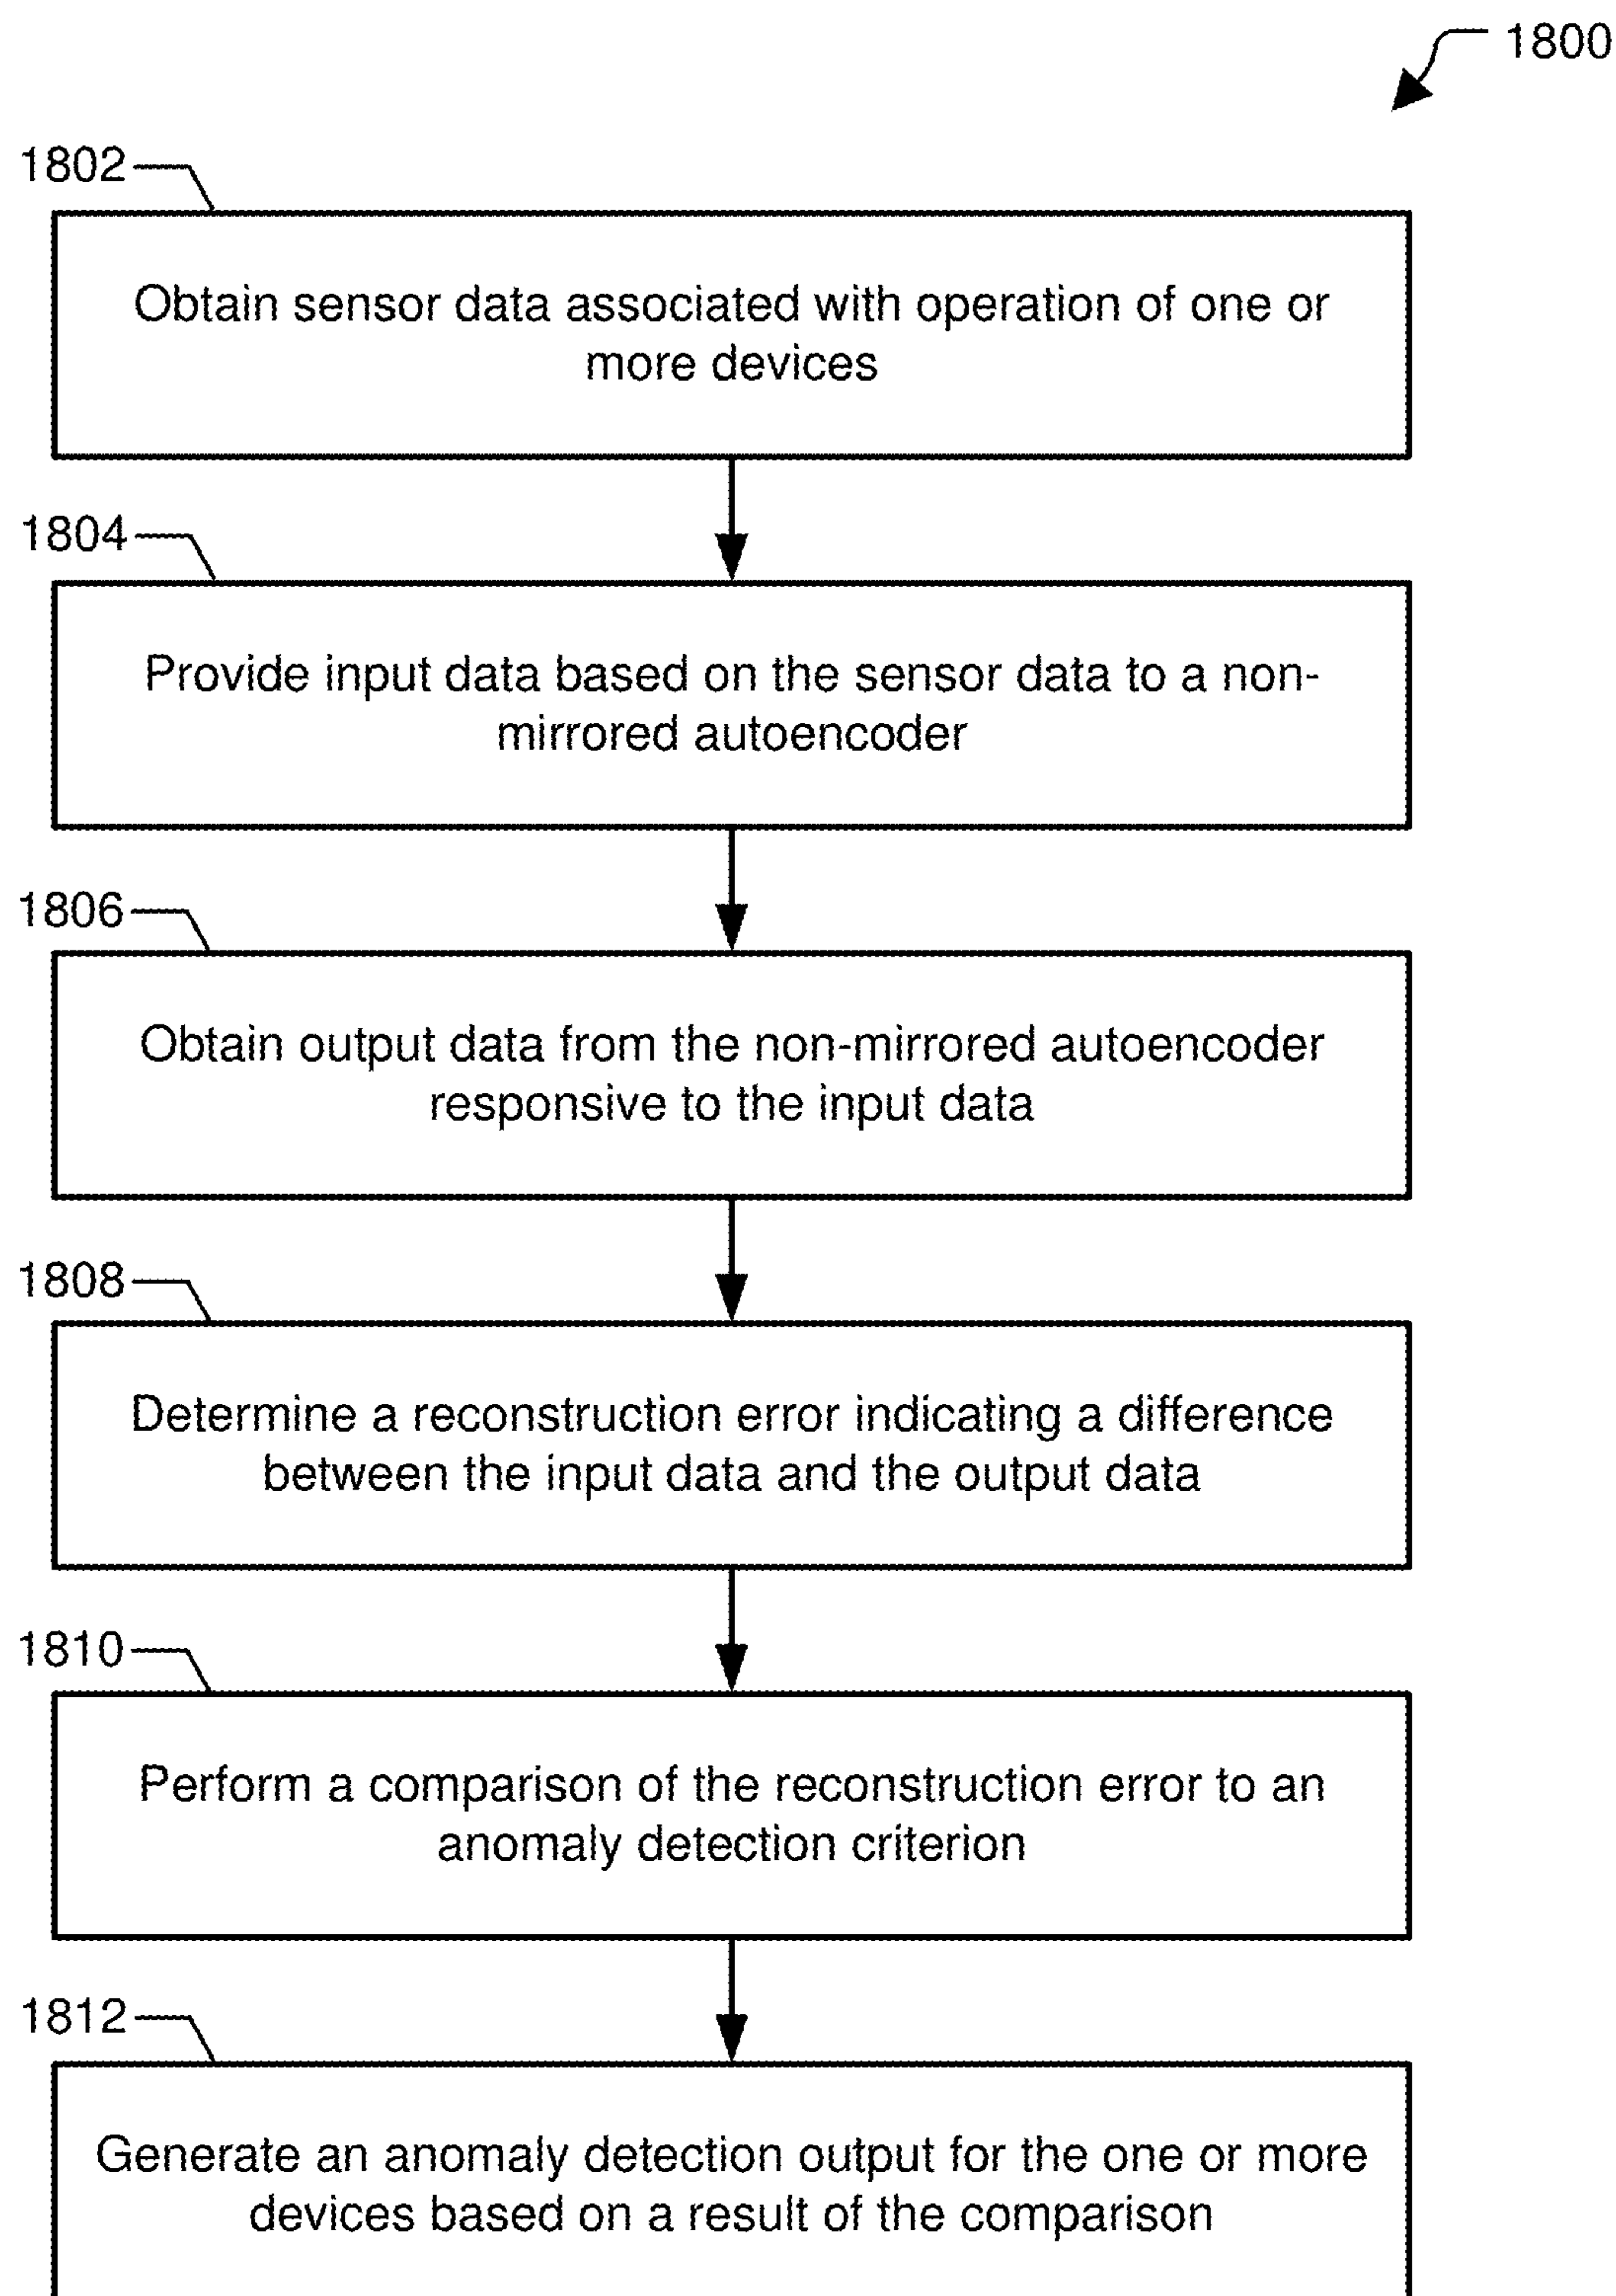 1800
1802
Obtain sensor data associated with operation of one or
more devices
1804
Provide input data based on the sensor data to a non-
mirrored autoencoder
1806
Obtain output data from the non-mirrored autoencoder
responsive to the input data
1808
Determine a reconstruction error indicating a difference
between the input data and the output data
1810
Perform a comparison of the reconstruction error to an
anomaly detection criterion
1812
Generate an anomaly detection output for the one or more
devices based on a result of the comparison